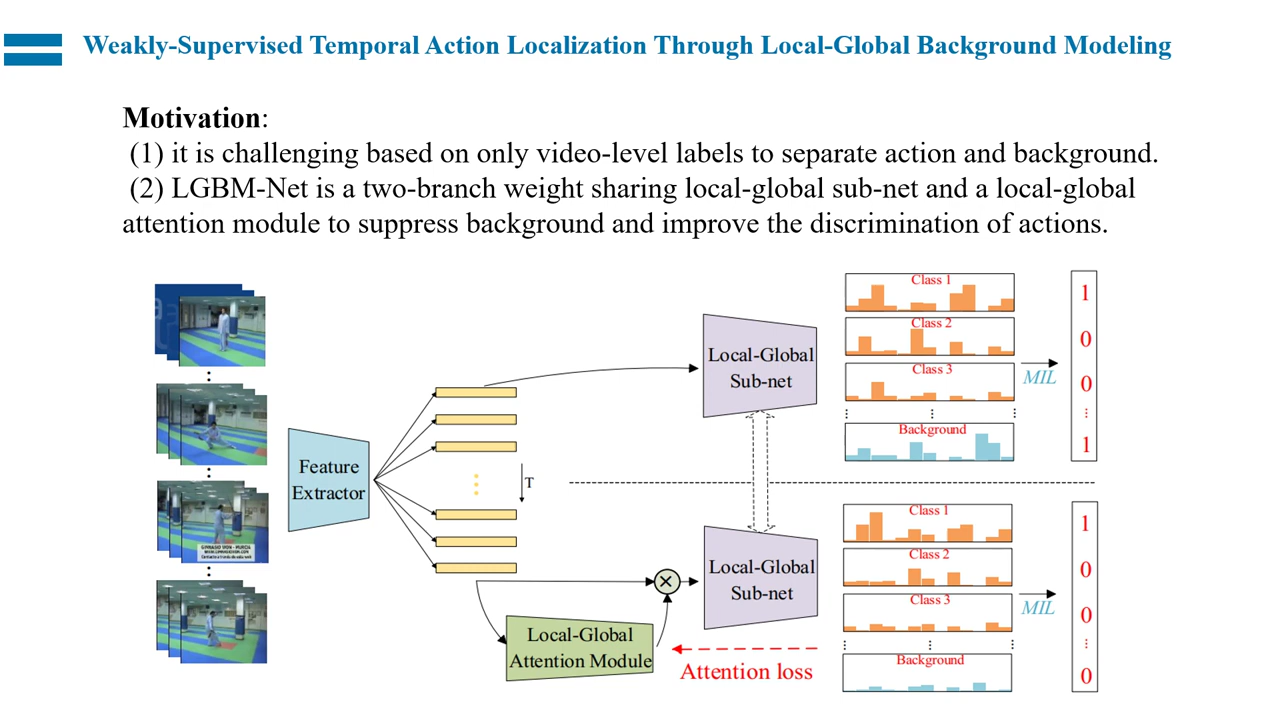 Weakly-Supervised Temporal Action Localization Through Local-Global Background Modeling
Motivation:
(1) it is challenging based on only video-level labels to separate action and background.
(2) LGBM-Net is a two-branch weight sharing local-global sub-net and a local-global
attention module to suppress background and improve the discrimination of actions.
Feature
Extractor
T
Local-Global
Attention Module
Local-Global
Sub-net
Class 1
Class 2
Class 3
Background
MIL
1
0
0
1
Local-Global
Sub-net
Attention loss
Class 1
Class 2
Class 3
Background
MIL
1
0
0
0